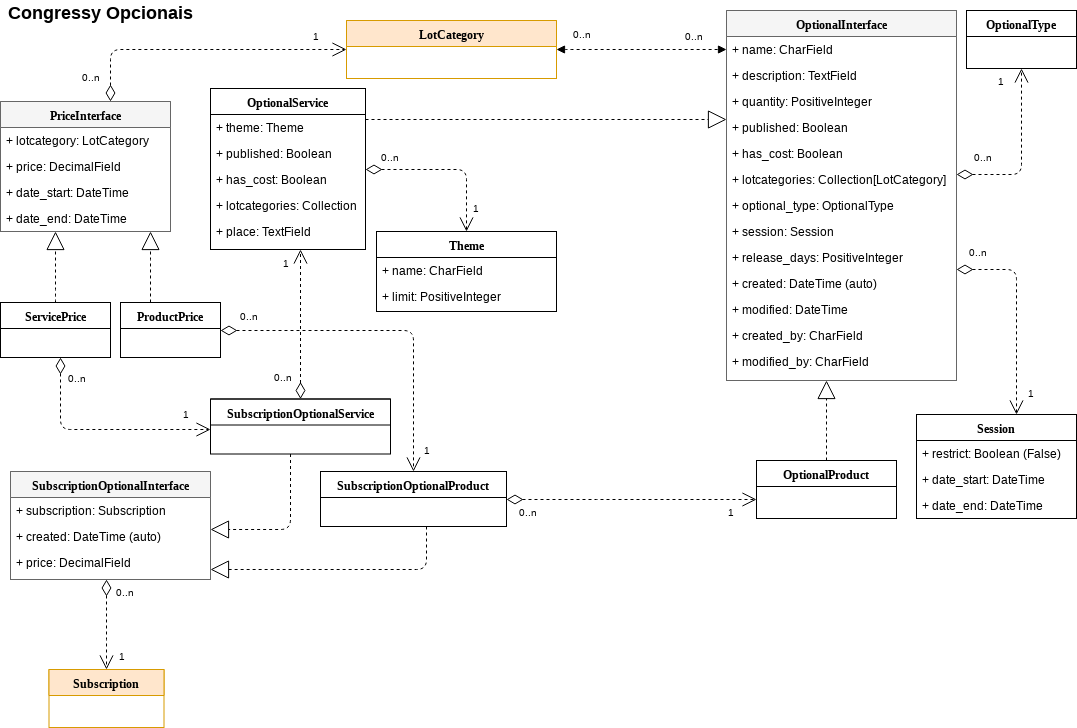 Congressy Opcionais
LotCategory
1
0..n
0..n
0..n
PriceInterface
+ lotcategory: LotCategory
+ price: DecimalField
+ date_start: DateTime
+ date_end: DateTime
OptionalService
+ theme: Theme
+ published: Boolean
+ has_cost: Boolean
+ lotcategories: Collection
+ place: TextField
0..n
1
Theme
+ name: CharField
+ limit: PositiveInteger
OptionalInterface
+ name: CharField
+ description: TextField
+ quantity: PositiveInteger
+ published: Boolean
+ has_cost: Boolean
+ lotcategories: Collection[LotCategory]
+ optional_type: OptionalType
+ session: Session
+ release_days: PositiveInteger
+ created: DateTime (auto)
+ modified: DateTime
+ created_by: CharField
+ modified_by: CharField
OptionalType
1
0..n
0..n
1
Session
+ restrict: Boolean (False)
+ date_start: DateTime
+ date_end: DateTime
ServicePrice
ProductPrice
0..n
0..n
1
1
0..n
SubscriptionOptionalService
1
SubscriptionOptionalInterface
+ subscription: Subscription
+ created: DateTime (auto)
+ price: DecimalField
SubscriptionOptionalProduct
0..n
1
OptionalProduct
0..n
1
Subscription